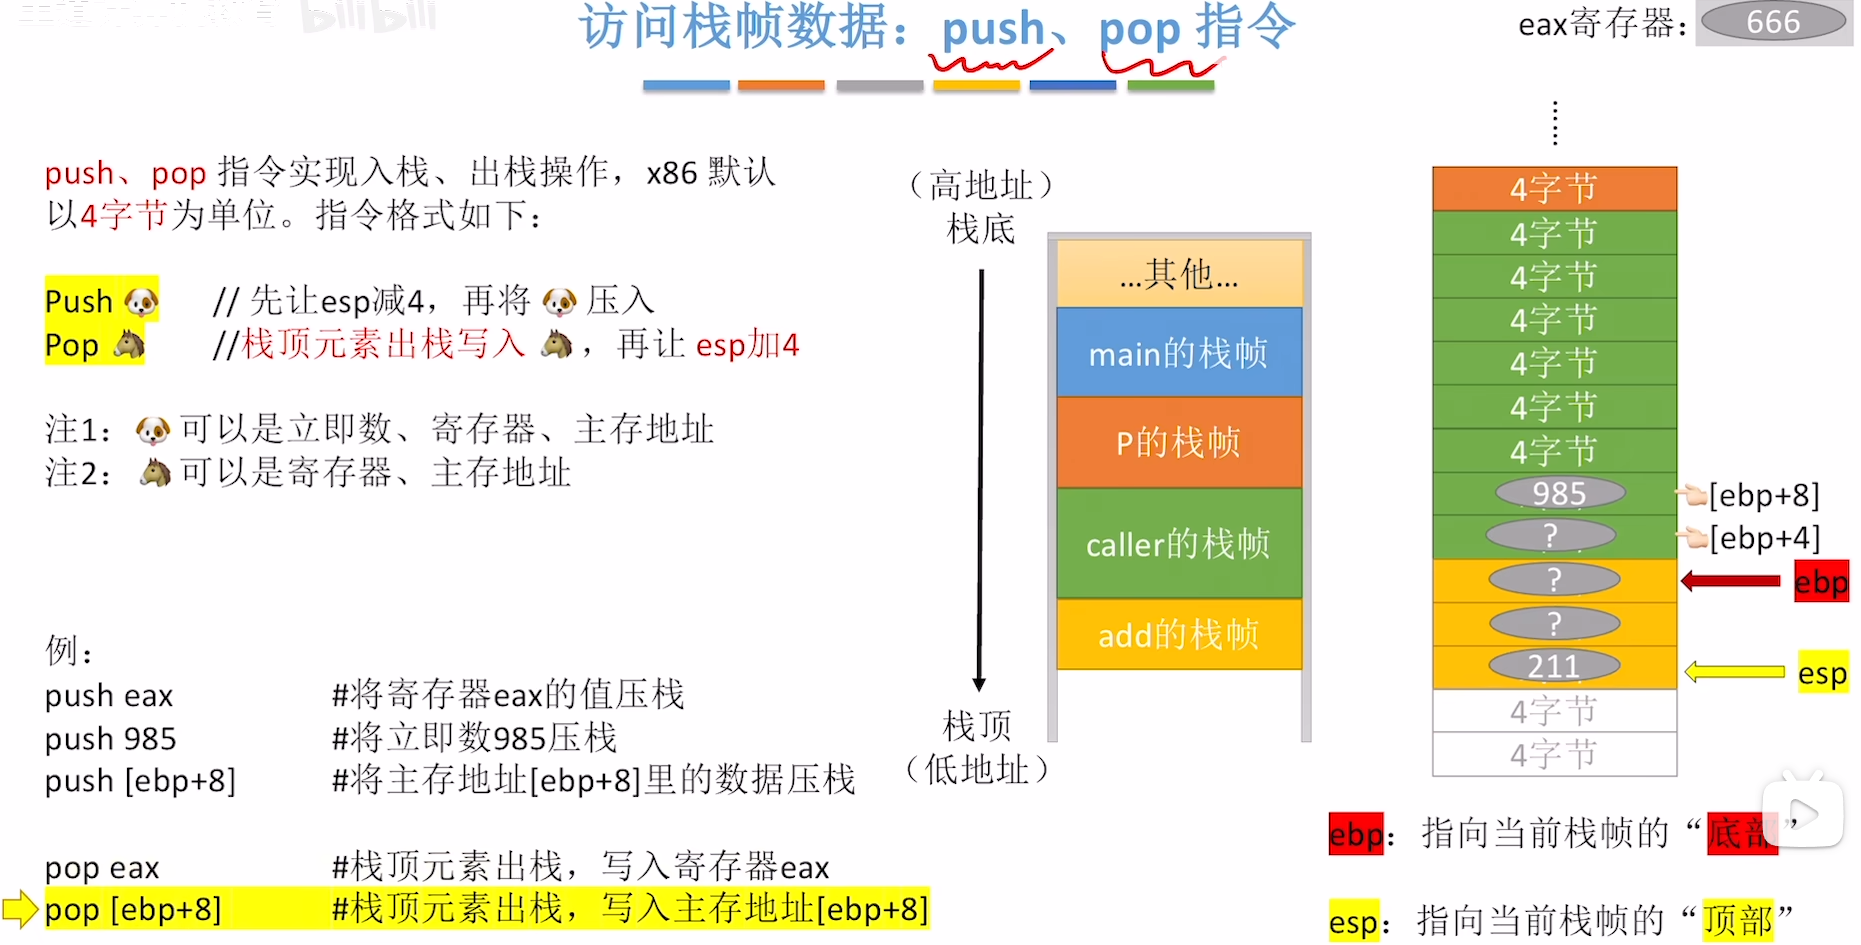 访问栈帧数据：push、pop 指令
eax寄存器：666
push、pop 指令实现入栈、出栈操作，x86 默认
以4字节为单位。指令格式如下：
Push 🐶 // 先让esp减4，再将 🐶 压入
Pop 🐴 //栈顶元素出栈写入 🐴 ，再让 esp加4
注1：🐶 可以是立即数、寄存器、主存地址
注2：🐴 可以是寄存器、主存地址
例：
push eax #将寄存器eax的值压栈
push 985 #将立即数985压栈
push [ebp+8] #将主存地址[ebp+8]里的数据压栈
pop eax #栈顶元素出栈，写入寄存器eax
pop [ebp+8] #栈顶元素出栈，写入主存地址[ebp+8]
（高地址）
栈底
...其他...
main的栈帧
P的栈帧
caller的栈帧
add的栈帧
栈顶
（低地址）
4字节
4字节
4字节
4字节
4字节
4字节
4字节
985 [ebp+8]
? [ebp+4]
? ebp
?
211 esp
4字节
4字节
ebp：指向当前栈帧的“底部”
esp：指向当前栈帧的“顶部”
bilibili